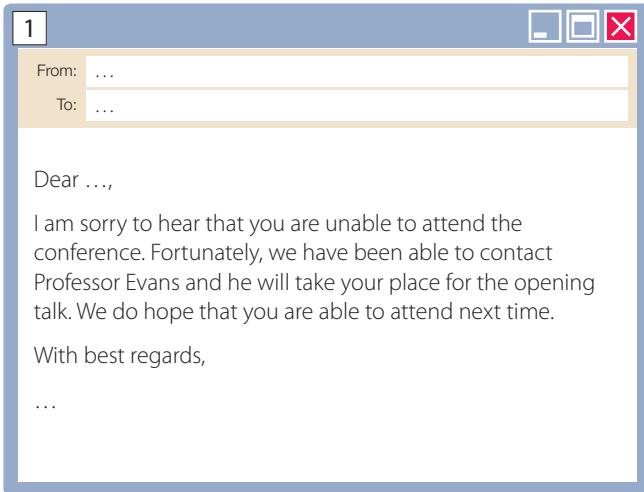 1
From: …
To: …
Dear …,
I am sorry to hear that you are unable to attend the
conference. Fortunately, we have been able to contact
Professor Evans and he will take your place for the opening
talk. We do hope that you are able to attend next time.
With best regards,
…